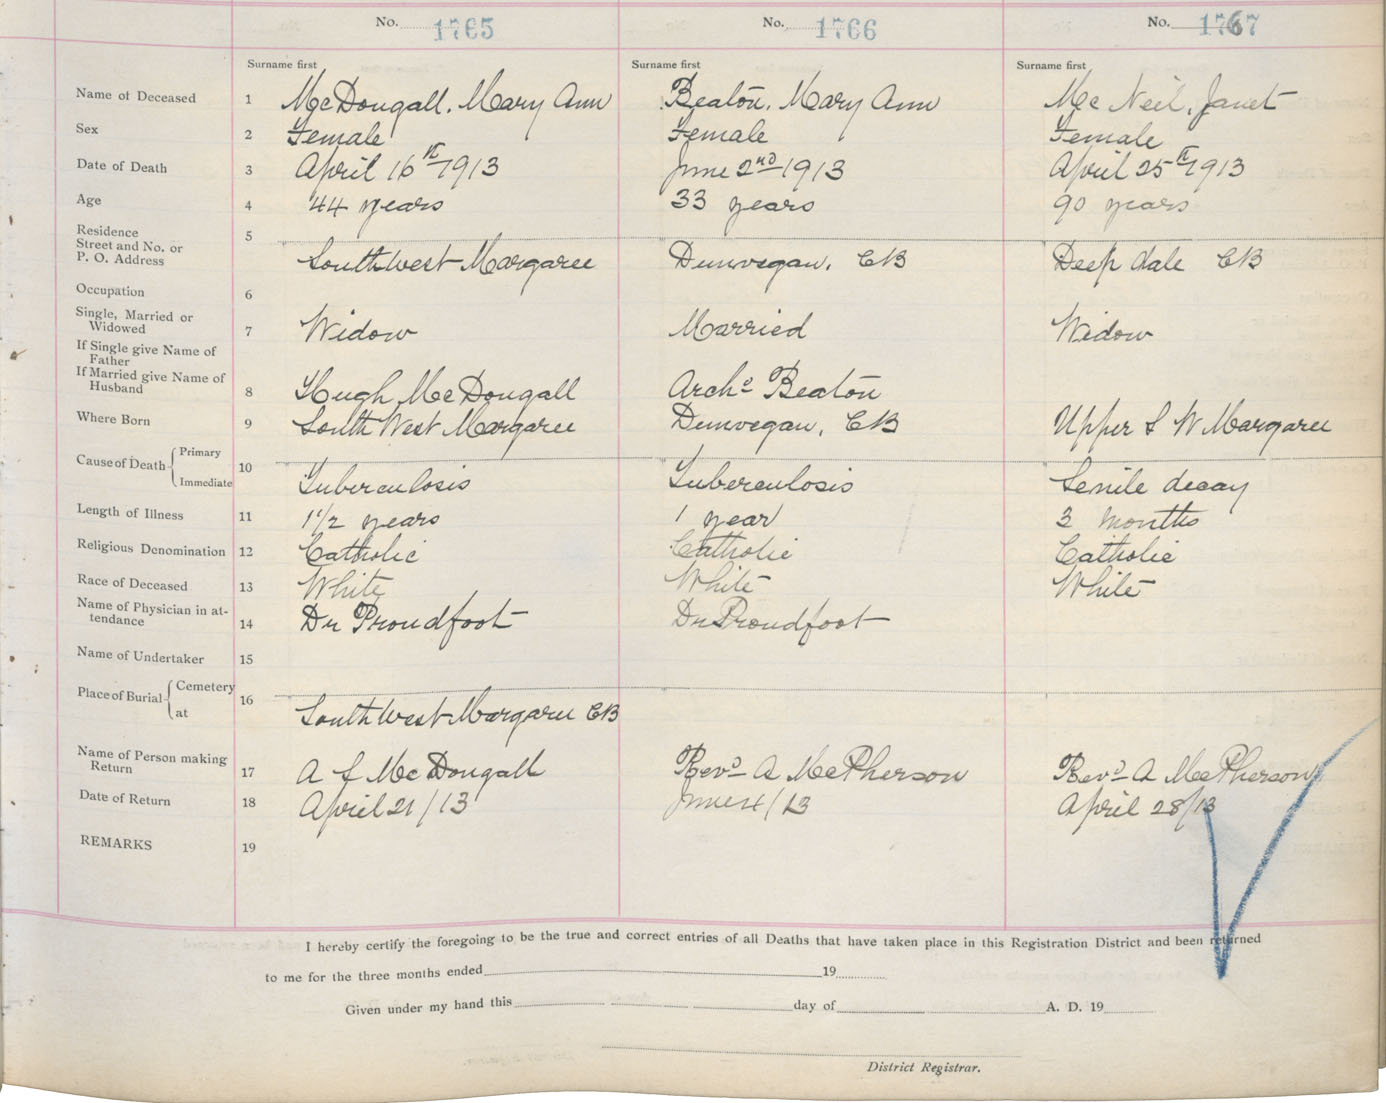 No. 1765 No. 1766 No. 1767
Surname first Surname first Surname first
Name of Deceased 1 McDougall, Mary Ann Beaton, Mary Ann Mc Neil, Janet
Sex 2 Female Female Female
Date of Death 3 April 16th 1913 June 2nd 1913 April 25th 1913
Age 4 44 years 33 years 90 years
Residence
Street and No. or
P. O. Address 5 Southwest Margaree Dunvegan, CB Deep dale CB
Occupation 6
Single, Married or
Widowed 7 Widow Married Widow
If Single give Name of
Father
If Married give Name of
Husband 8 Hugh McDougall Archd Beaton
Where Born 9 South West Margaree Dunvegan, CB Upper S W Margaree
Cause of Death Primary
Immediate 10 Tuberculosis Tuberculosis Senile decay
Length of Illness 11 1 1/2 years 1 year 3 months
Religious Denomination 12 Catholic Catholic Catholic
Race of Deceased 13 White White White
Name of Physician in at-
tendance 14 Dr Proudfoot Dr Proudfoot
Name of Undertaker 15
Place of Burial Cemetery
at 16 Southwest Margaree CB
Name of Person making
Return 17 A S McDougall Revd A McPherson Revd A McPherson
Date of Return 18 April 21/13 June 4/13 April 28/13
REMARKS 19
I hereby certify the foregoing to be the true and correct entries of all Deaths that have taken place in this Registration District and been returned
to me for the three months ended 19
Given under my hand this day of A. D. 19
District Registrar.